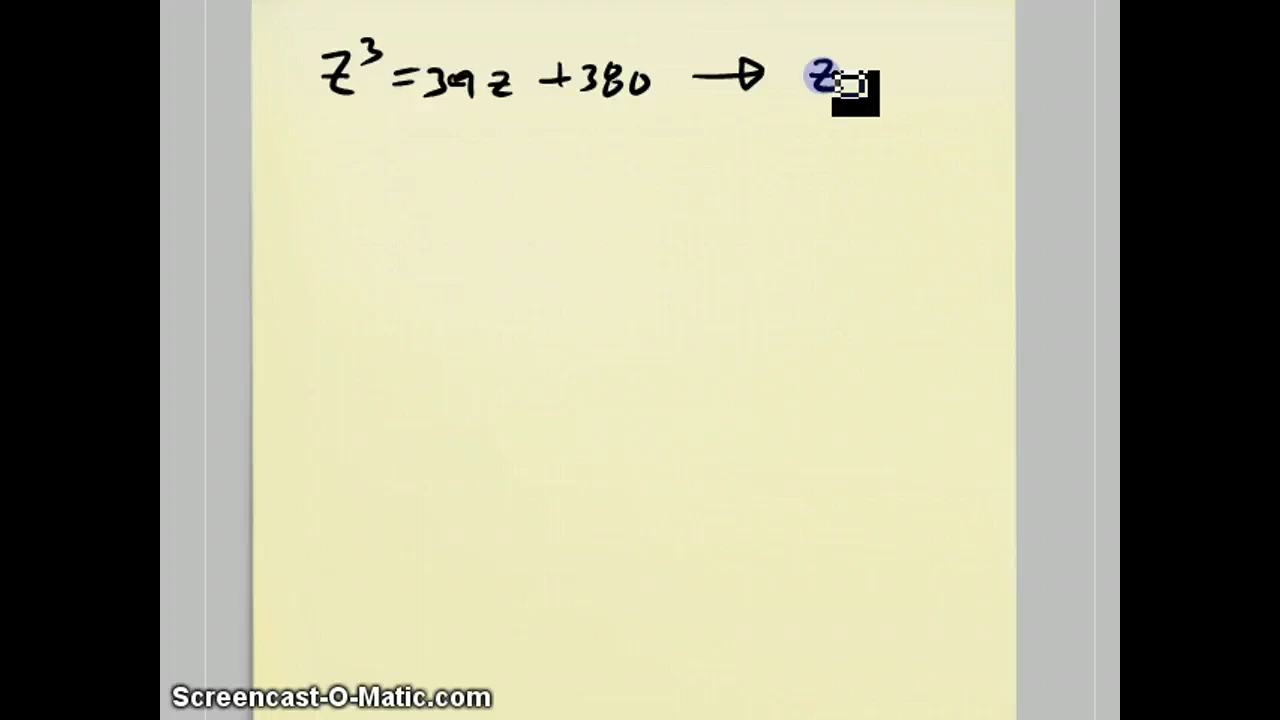 z³ = 39z + 380 → z
Screencast-O-Matic.com